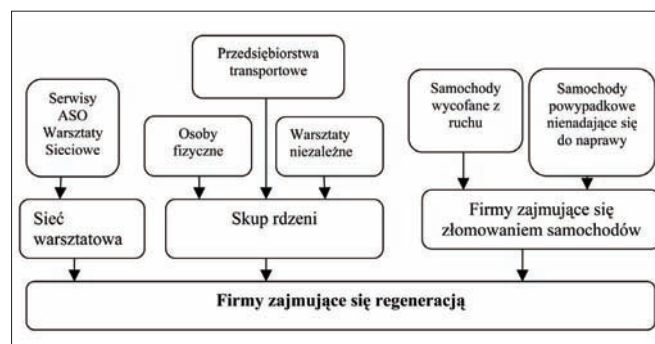 Przedsiębiorstwa
transportowe
Serwisy
ASO
Warsztaty
Sieciowe
Osoby
fizyczne
Warsztaty
niezależne
Samochody
wycofane z
ruchu
Samochody
powypadkowe
nienadające się
do naprawy
Sieć
warsztatowa
Skup rdzeni
Firmy zajmujące się
złomowaniem samochodów
Firmy zajmujące się regeneracją